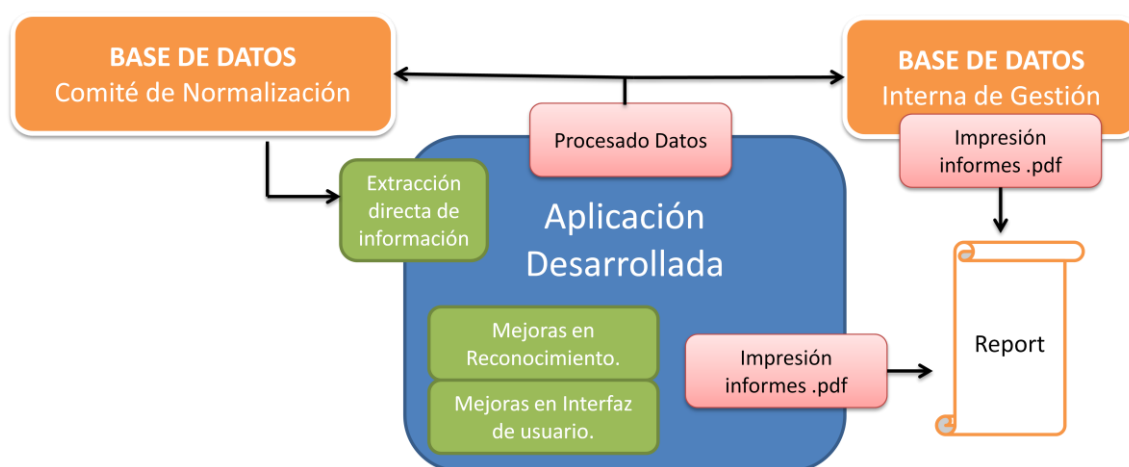 BASE DE DATOS
Comité de Normalización
BASE DE DATOS
Interna de Gestión
Procesado Datos
Impresión
informes .pdf
Extracción
directa de
información
Aplicación
Desarrollada
Mejoras en
Reconocimiento.
Mejoras en Interfaz
de usuario.
Impresión
informes .pdf
Report